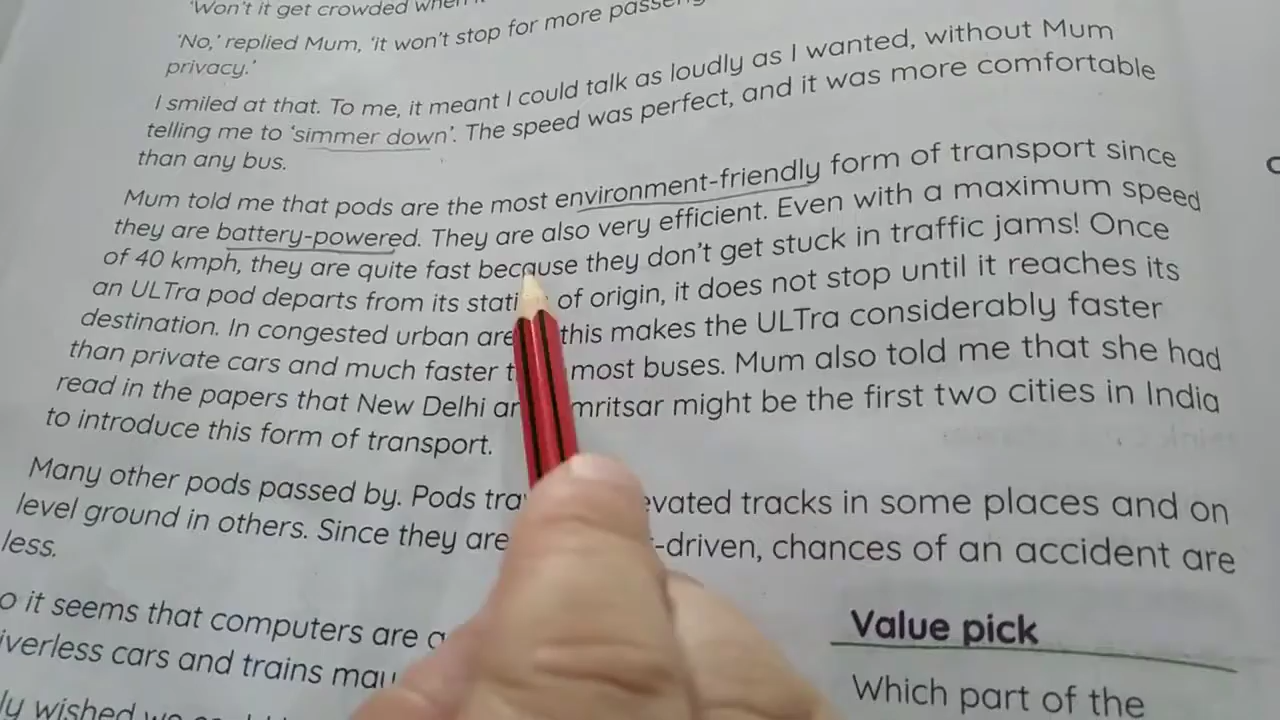 'Won't it get crowded when
'No,' replied Mum, 'it won't stop for more
privacy.'
I smiled at that. To me, it meant I could talk as loudly as I wanted, without Mum
telling me to 'simmer down'. The speed was perfect, and it was more comfortable
than any bus.
Mum told me that pods are the most environment-friendly form of transport since
they are battery-powered. They are also very efficient. Even with a maximum speed
of 40 kmph, they are quite fast because they don't get stuck in traffic jams! Once
an ULTra pod departs from its stati of origin, it does not stop until it reaches its
destination. In congested urban are this makes the ULTra considerably faster
than private cars and much faster t most buses. Mum also told me that she had
read in the papers that New Delhi an mritsar might be the first two cities in India
to introduce this form of transport.
Many other pods passed by. Pods tra evated tracks in some places and on
level ground in others. Since they are -driven, chances of an accident are
less.
o it seems that computers are
iverless cars and trains may
ly wished we
Value pick
Which part of the